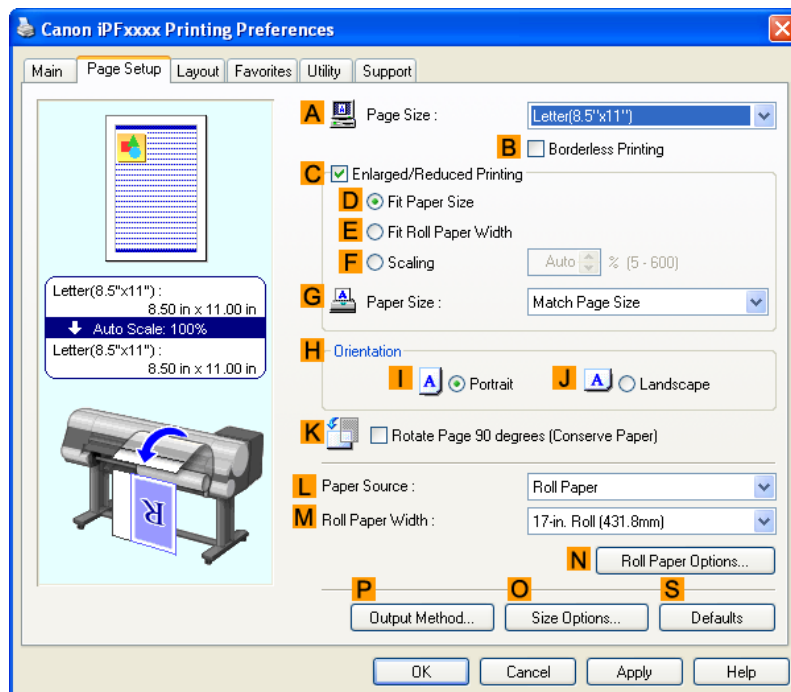 Canon iPFxxxx Printing Preferences
Main Page Setup Layout Favorites Utility Support
A Page Size : Letter(8.5"x11")
B Borderless Printing
C Enlarged/Reduced Printing
D Fit Paper Size
E Fit Roll Paper Width
F Scaling Auto % (5 - 600)
G Paper Size : Match Page Size
Letter(8.5"x11") :
8.50 in x 11.00 in
Auto Scale: 100%
Letter(8.5"x11") :
8.50 in x 11.00 in
H Orientation
I A Portrait J A Landscape
K Rotate Page 90 degrees (Conserve Paper)
R
L Paper Source : Roll Paper
M Roll Paper Width : 17-in. Roll (431.8mm)
N Roll Paper Options...
P O S
Output Method... Size Options... Defaults
OK Cancel Apply Help